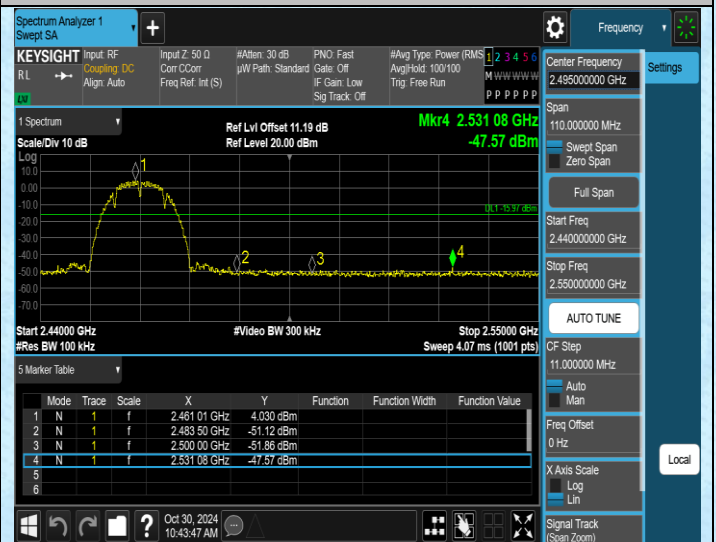 Spectrum Analyzer 1
Swept SA
+
Frequency
KEYSIGHT
RL
LXI
Input: RF
Coupling: DC
Align: Auto
Input Z: 50 Ω
Corr CCorr
Freq Ref: Int (S)
#Atten: 30 dB
µW Path: Standard
PNO: Fast
Gate: Off
IF Gain: Low
Sig Track: Off
#Avg Type: Power (RMS
Avg|Hold: 100/100
Trig: Free Run
1 2 3 4 5 6
M W W W W W
P P P P P P
1 Spectrum
Scale/Div 10 dB
Ref Lvl Offset 11.19 dB
Ref Level 20.00 dBm
Mkr4 2.531 08 GHz
-47.57 dBm
Log
10.0
0.00
-10.0
-20.0
-30.0
-40.0
-50.0
-60.0
-70.0
1
2
3
4
DL1 -15.97 dBm
Start 2.44000 GHz
#Res BW 100 kHz
#Video BW 300 kHz
Stop 2.55000 GHz
Sweep 4.07 ms (1001 pts)
5 Marker Table
Mode Trace Scale X Y Function Function Width Function Value
1 N 1 f 2.461 01 GHz 4.030 dBm
2 N 1 f 2.483 50 GHz -51.12 dBm
3 N 1 f 2.500 00 GHz -51.86 dBm
4 N 1 f 2.531 08 GHz -47.57 dBm
5
6
?
Oct 30, 2024
10:43:47 AM
Center Frequency
2.495000000 GHz
Span
110.000000 MHz
Swept Span
Zero Span
Full Span
Start Freq
2.440000000 GHz
Stop Freq
2.550000000 GHz
AUTO TUNE
CF Step
11.000000 MHz
Auto
Man
Freq Offset
0 Hz
X Axis Scale
Log
Lin
Signal Track
(Span Zoom)
Settings
Local